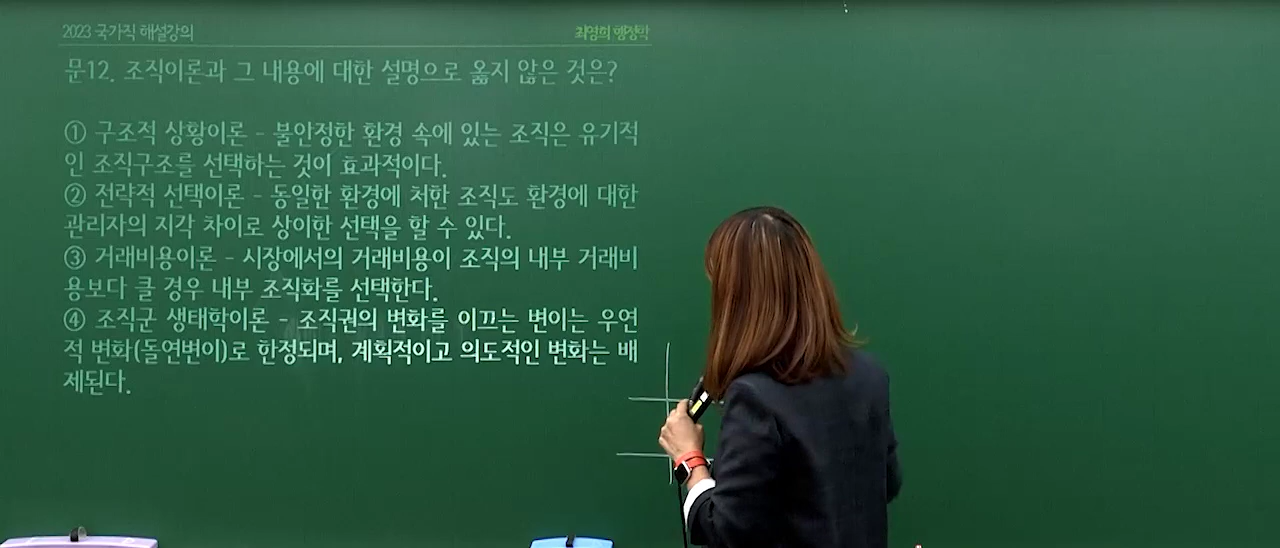 2023 국가직 해설강의
최영희 행정학
문12. 조직이론과 그 내용에 대한 설명으로 옳지 않은 것은?
① 구조적 상황이론 - 불안정한 환경 속에 있는 조직은 유기적
인 조직구조를 선택하는 것이 효과적이다.
② 전략적 선택이론 - 동일한 환경에 처한 조직도 환경에 대한
관리자의 지각 차이로 상이한 선택을 할 수 있다.
③ 거래비용이론 - 시장에서의 거래비용이 조직의 내부 거래비
용보다 클 경우 내부 조직화를 선택한다.
④ 조직군 생태학이론 - 조직권의 변화를 이끄는 변이는 우연
적 변화(돌연변이)로 한정되며, 계획적이고 의도적인 변화는 배
제된다.